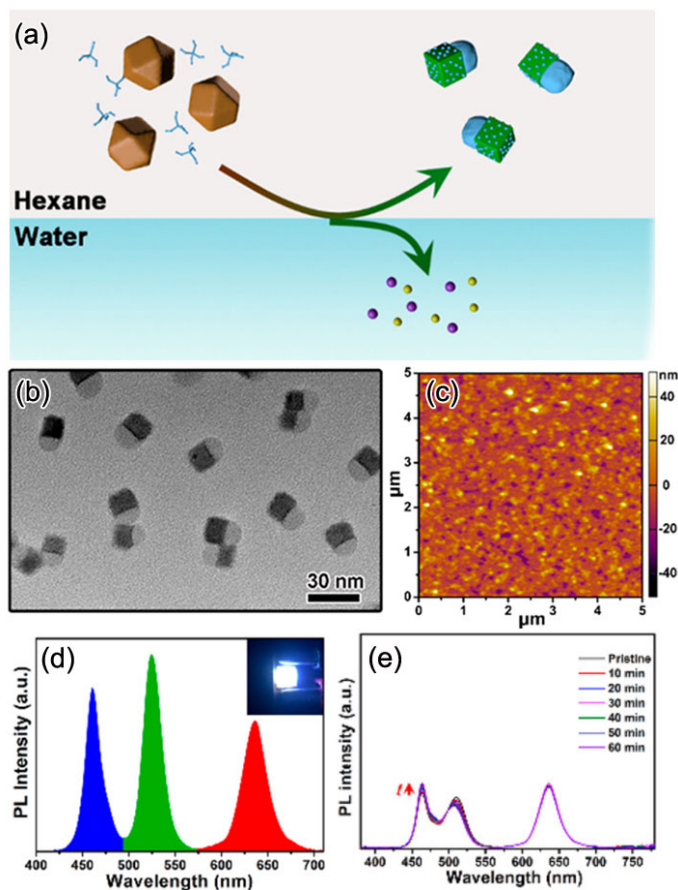 (a)
Hexane
Water
(b)
30 nm
(c)
nm
40
20
0
-20
-40
5
4
3
2
1
0
µm
0 1 2 3 4 5
µm
(d)
PL Intensity (a.u.)
400 450 500 550 600 650 700
Wavelength (nm)
(e)
PL intensity (a.u.)
Pristine
10 min
20 min
30 min
40 min
50 min
60 min
t
400 450 500 550 600 650 700 750
Wavelength (nm)